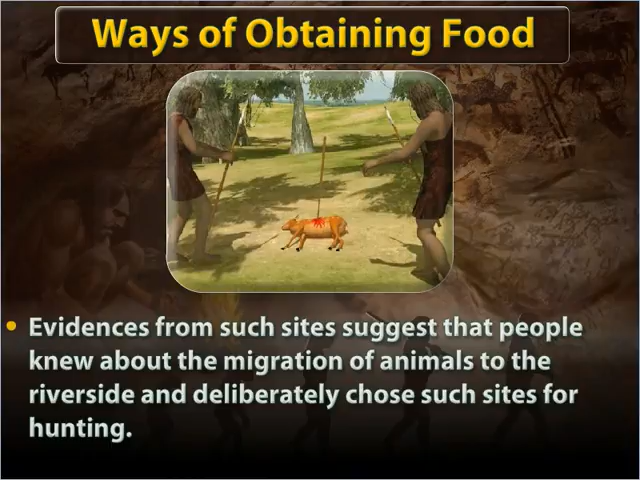 Ways of Obtaining Food
• Evidences from such sites suggest that people
knew about the migration of animals to the
riverside and deliberately chose such sites for
hunting.